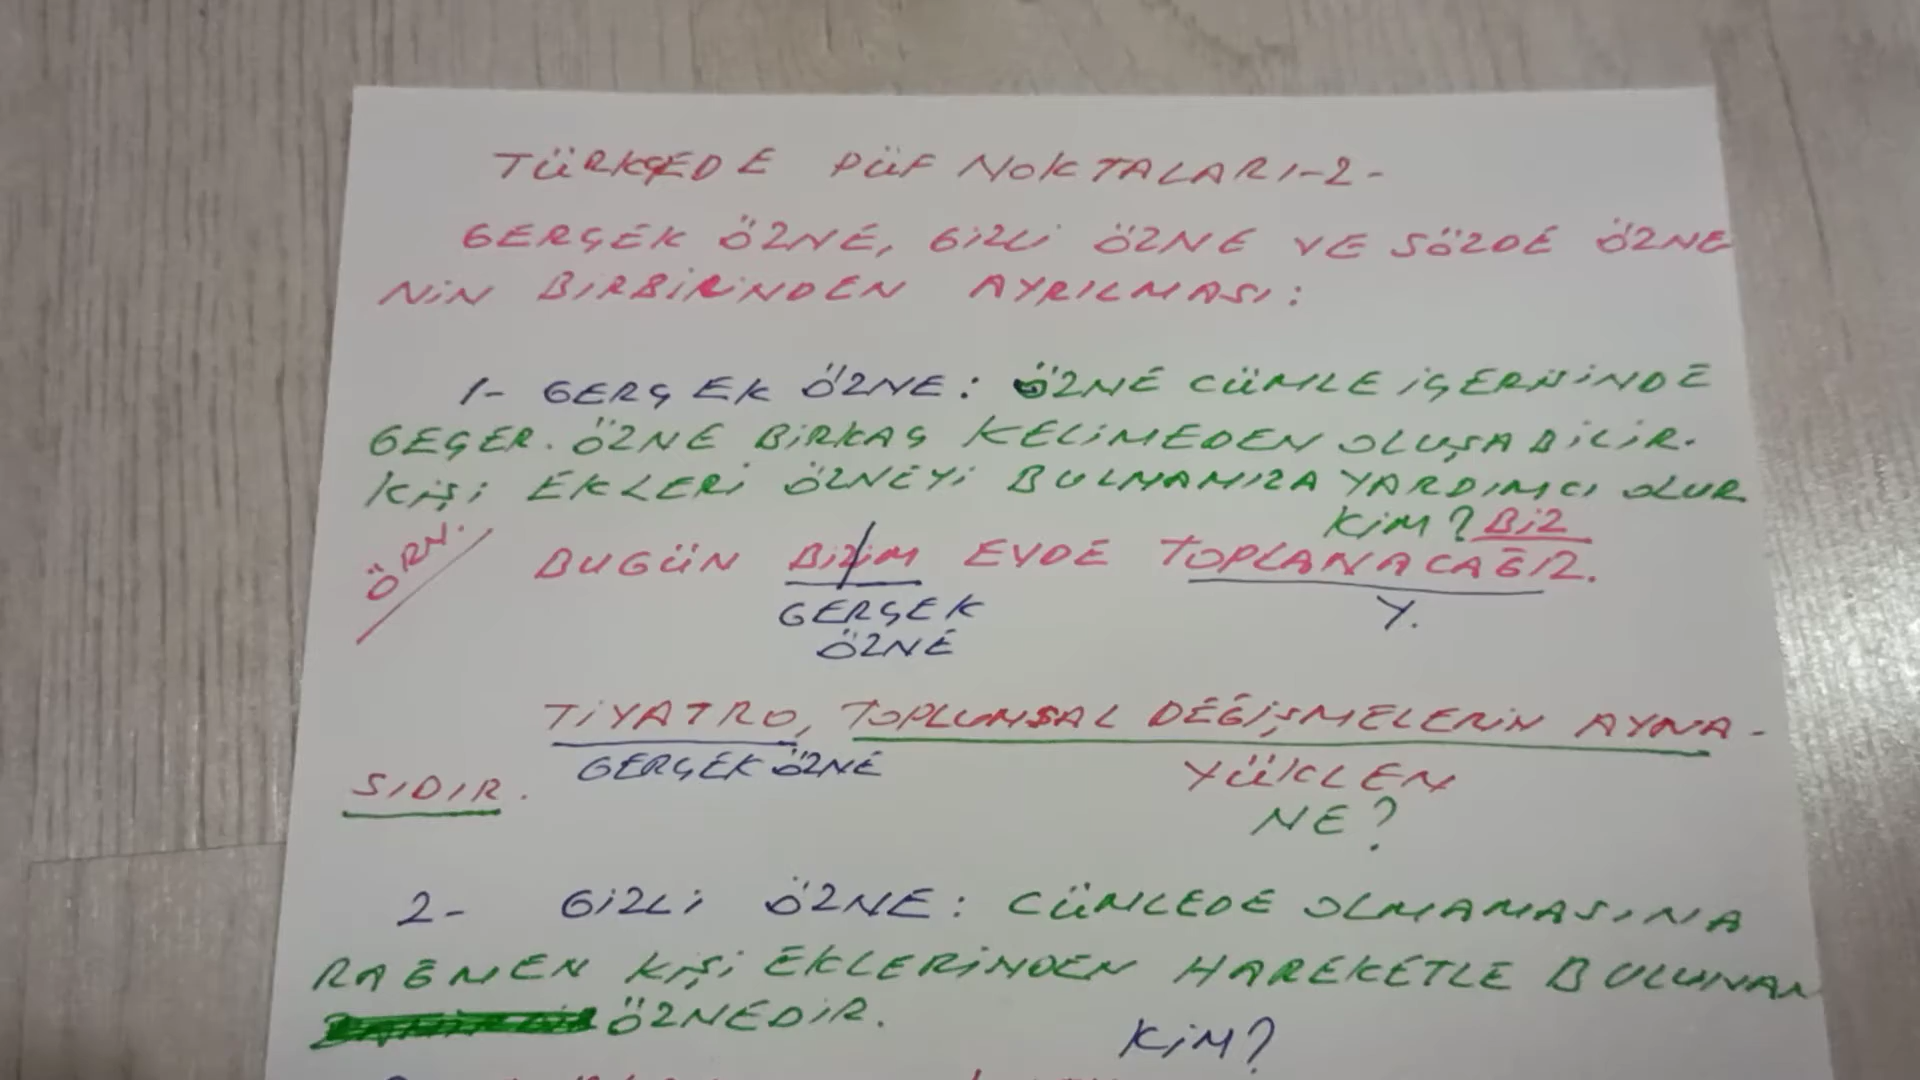 TÜRKÇEDE PÜF NOKTALARI-2-
GERÇEK ÖZNE, GİZLİ ÖZNE VE SÖZDE ÖZNE
NİN BİRBİRİNDEN AYRILMASI:
1- GERÇEK ÖZNE: ÖZNE CÜMLE İÇERİSİNDE
GEÇER. ÖZNE BİRKAÇ KELİMEDEN OLUŞABİLİR.
KİŞİ EKLERİ ÖZNEYİ BULMAMIZA YARDIMCI OLUR
KİM? BİZ
ÖRN. BUGÜN BİZİM EVDE TOPLANACAĞIZ.
GERÇEK Y.
ÖZNE
TİYATRO, TOPLUMSAL DEĞİŞMELERİN AYNA-
GERÇEK ÖZNE YÜKLEN
SIDIR.
NE?
2- GİZLİ ÖZNE: CÜMLEDE OLMAMASINA
RAĞMEN KİŞİ EKLERİNDEN HAREKETLE BULUNAN
ÖZNEDİR.
KİM?